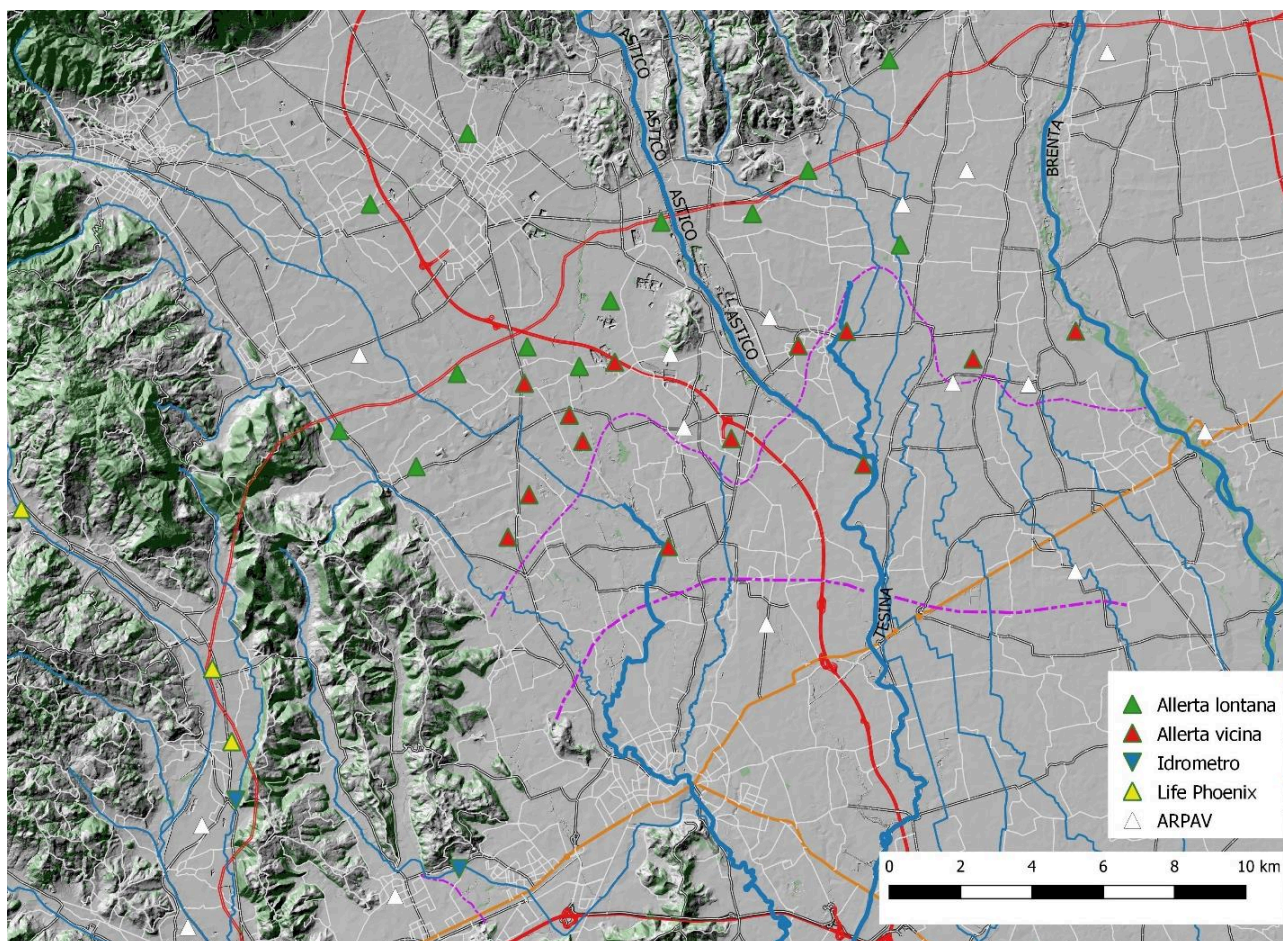 ASTICO
ASTICO
ASTICO
ASTICO
ASTICO
BRENTA
TESINA
Allerta lontana
Allerta vicina
Idrometro
Life Phoenix
ARPAV
0 2 4 6 8 10 km